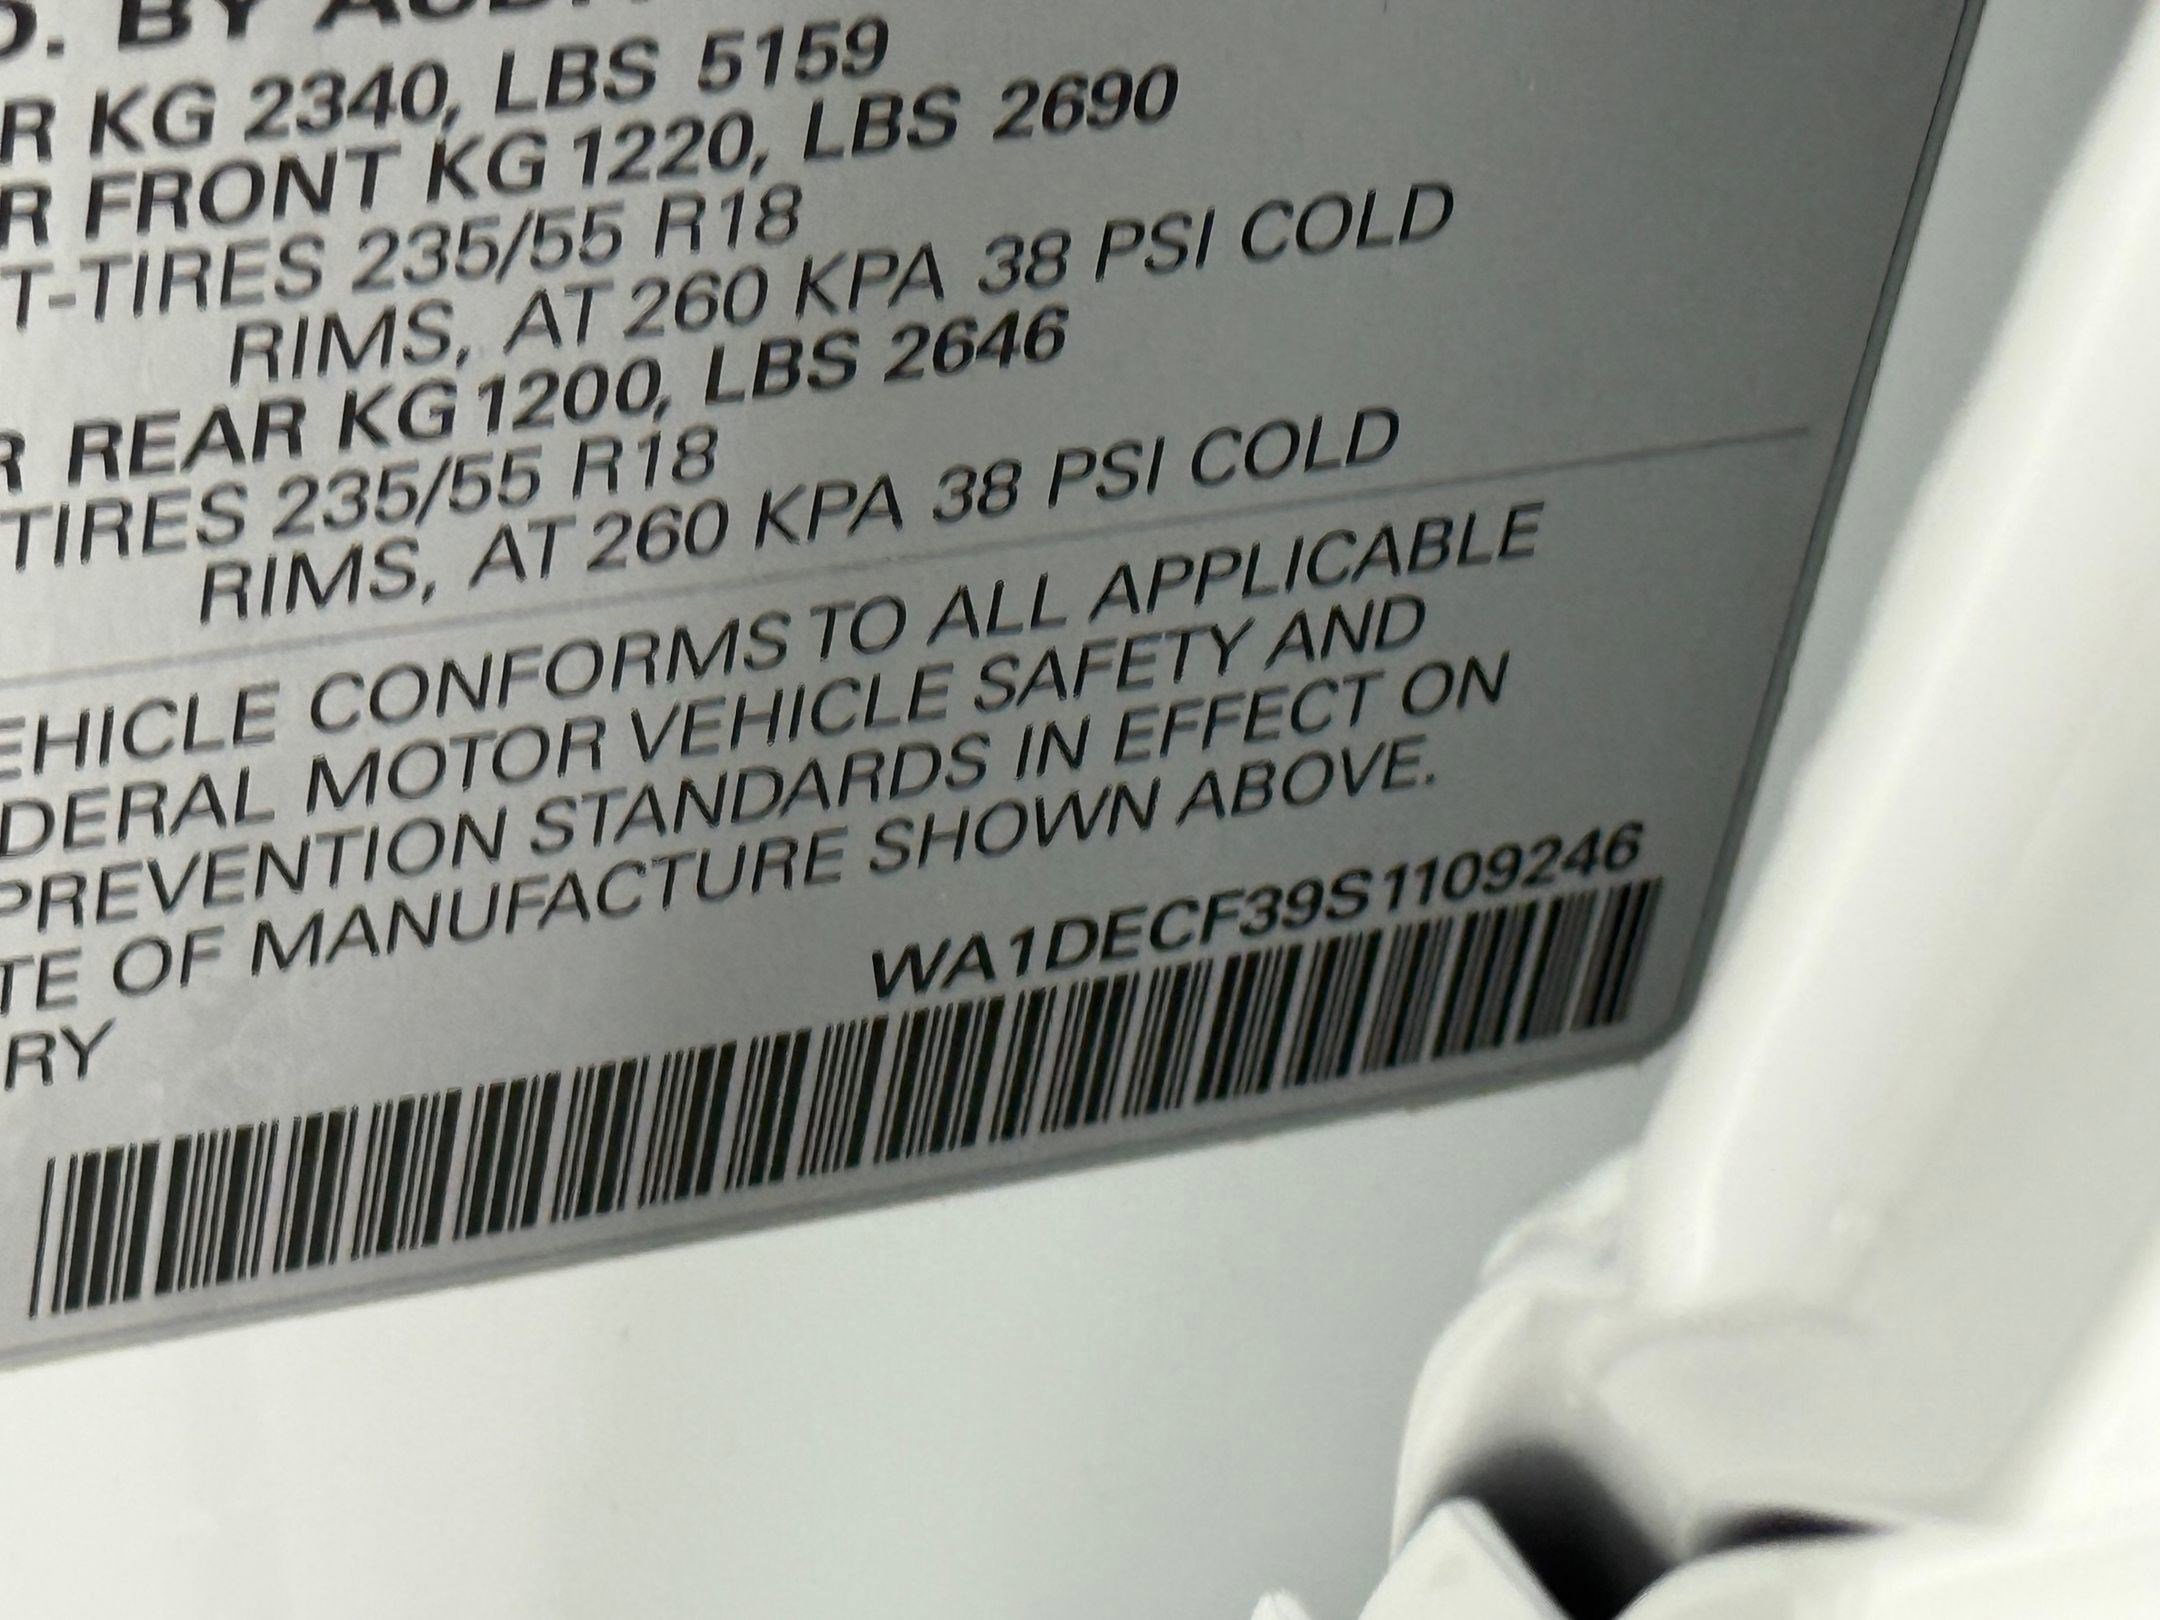 D. BY AUDI
R KG 2340, LBS 5159
R FRONT KG 1220, LBS 2690
T-TIRES 235/55 R18
RIMS, AT 260 KPA 38 PSI COLD
R REAR KG 1200, LBS 2646
TIRES 235/55 R18
RIMS, AT 260 KPA 38 PSI COLD
EHICLE CONFORMS TO ALL APPLICABLE
DERAL MOTOR VEHICLE SAFETY AND
PREVENTION STANDARDS IN EFFECT ON
TE OF MANUFACTURE SHOWN ABOVE.
WA1DECF39S1109246
RY